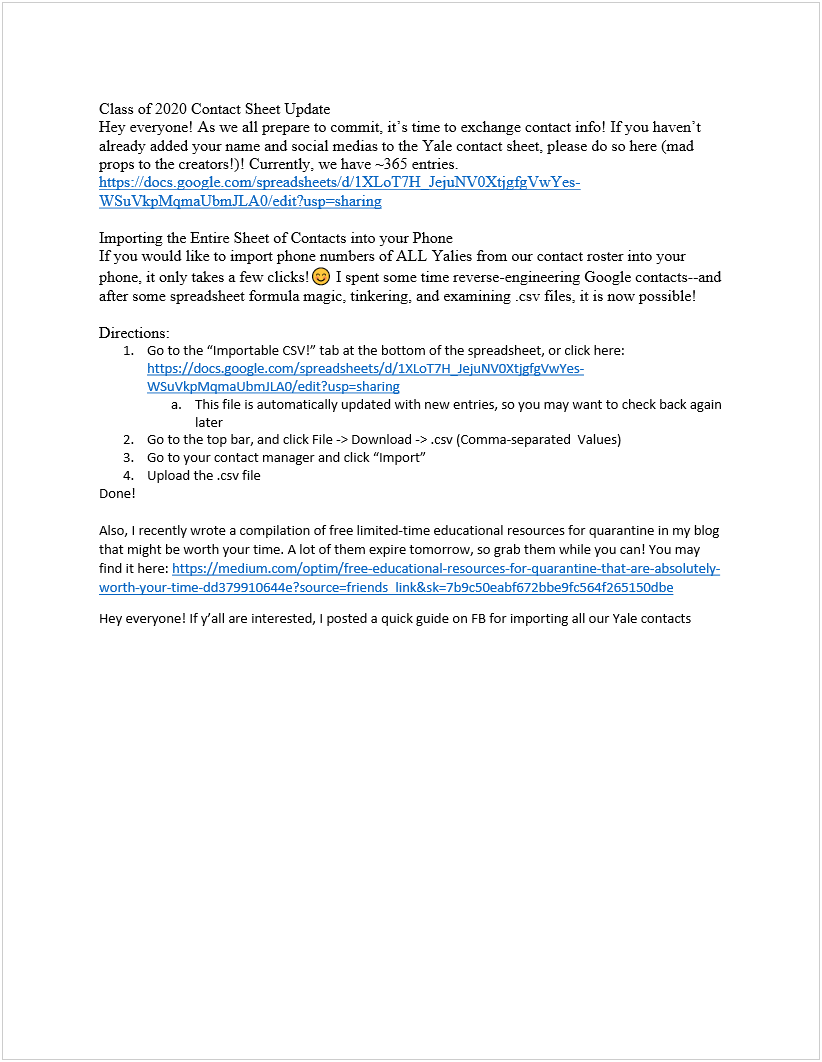 Class of 2020 Contact Sheet Update
Hey everyone! As we all prepare to commit, it’s time to exchange contact info! If you haven’t
already added your name and social medias to the Yale contact sheet, please do so here (mad
props to the creators!)! Currently, we have ~365 entries.
https://docs.google.com/spreadsheets/d/1XLoT7H_JejuNV0XtjgfgVwYes-
WSuVkpMqmaUbmJLA0/edit?usp=sharing
Importing the Entire Sheet of Contacts into your Phone
If you would like to import phone numbers of ALL Yalies from our contact roster into your
phone, it only takes a few clicks!😊 I spent some time reverse-engineering Google contacts--and
after some spreadsheet formula magic, tinkering, and examining .csv files, it is now possible!
Directions:
1. Go to the “Importable CSV!” tab at the bottom of the spreadsheet, or click here:
https://docs.google.com/spreadsheets/d/1XLoT7H_JejuNV0XtjgfgVwYes-
WSuVkpMqmaUbmJLA0/edit?usp=sharing
a. This file is automatically updated with new entries, so you may want to check back again
later
2. Go to the top bar, and click File -> Download -> .csv (Comma-separated Values)
3. Go to your contact manager and click “Import”
4. Upload the .csv file
Done!
Also, I recently wrote a compilation of free limited-time educational resources for quarantine in my blog
that might be worth your time. A lot of them expire tomorrow, so grab them while you can! You may
find it here: https://medium.com/optim/free-educational-resources-for-quarantine-that-are-absolutely-
worth-your-time-dd379910644e?source=friends_link&sk=7b9c50eabf672bbe9fc564f265150dbe
Hey everyone! If y’all are interested, I posted a quick guide on FB for importing all our Yale contacts